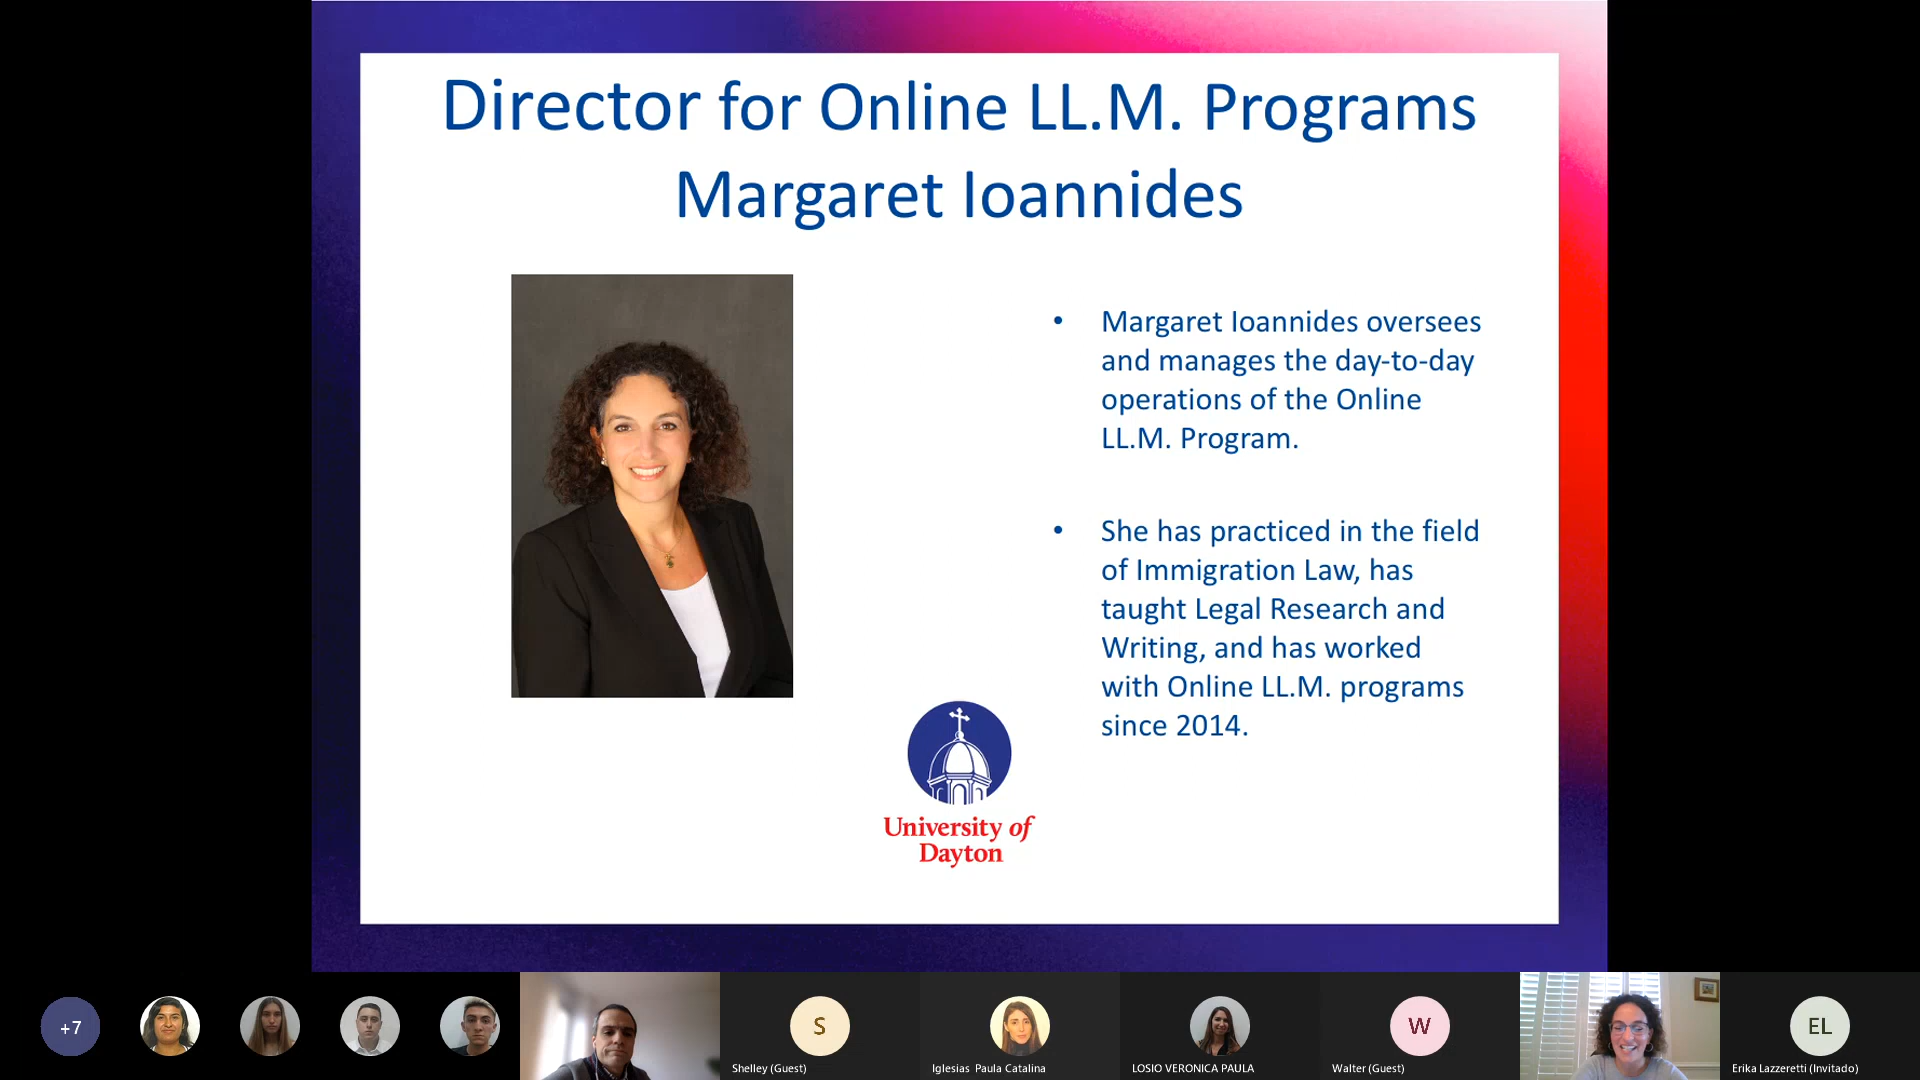 Director for Online LL.M. Programs
Margaret Ioannides
• Margaret Ioannides oversees
and manages the day-to-day
operations of the Online
LL.M. Program.
• She has practiced in the field
of Immigration Law, has
taught Legal Research and
Writing, and has worked
with Online LL.M. programs
since 2014.
University of
Dayton
+7
S
Shelley (Guest)
Iglesias Paula Catalina
LOSIO VERONICA PAULA
W
Walter (Guest)
EL
Erika Lazzeretti (Invitado)